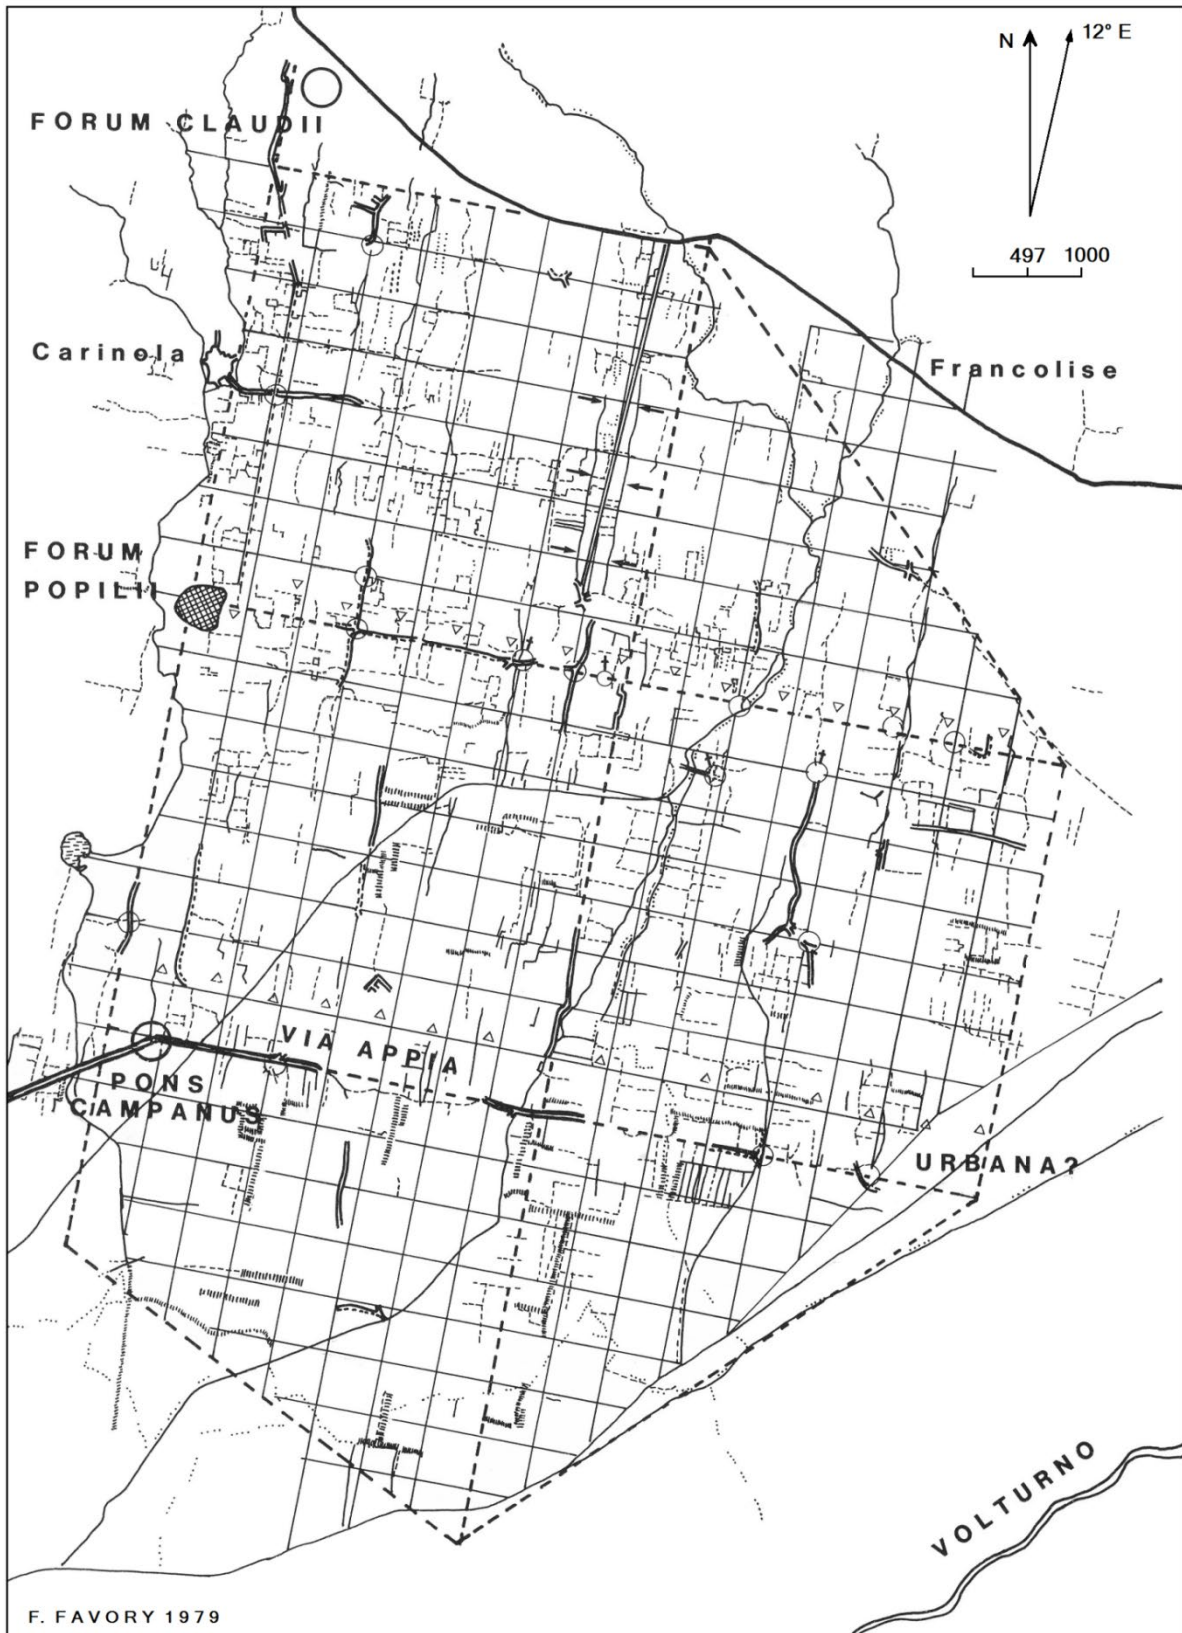 N
12° E
FORUM CLAUDII
497 1000
Carinola
Francolise
FORUM
POPILII
VIA APPIA
PONS
CAMPANUS
URBANA?
VOLTURNO
F. FAVORY 1979